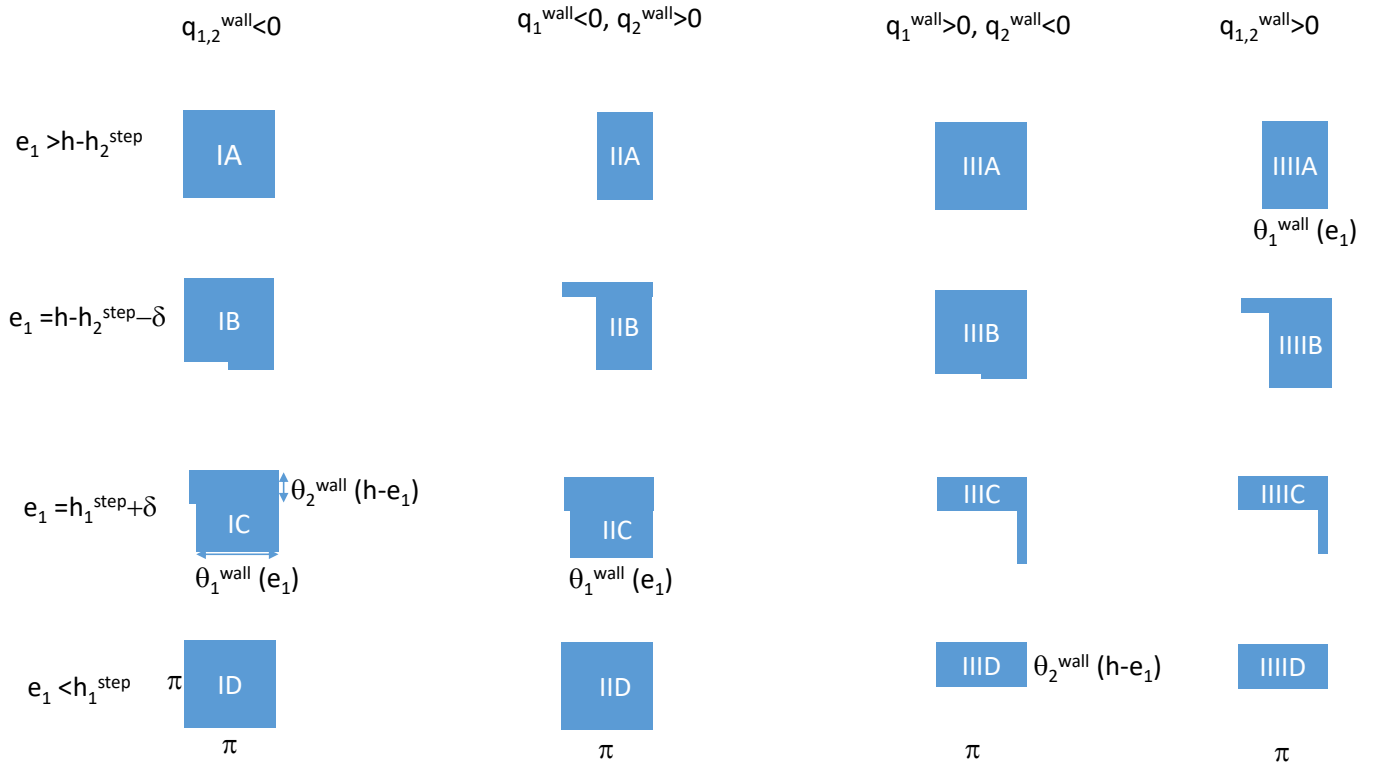 q₁,₂ʷᵃˡˡ<0 q₁ʷᵃˡˡ<0, q₂ʷᵃˡˡ>0 q₁ʷᵃˡˡ>0, q₂ʷᵃˡˡ<0 q₁,₂ʷᵃˡˡ>0
e₁ >h-h₂ˢᵗᵉᵖ IA IIA IIIA IIIIA
θ₁ʷᵃˡˡ (e₁)
e₁ =h-h₂ˢᵗᵉᵖ−δ IB IIB IIIB IIIIB
e₁ =h₁ˢᵗᵉᵖ+δ IC θ₂ʷᵃˡˡ (h-e₁) IIC IIIC IIIIC
θ₁ʷᵃˡˡ (e₁) θ₁ʷᵃˡˡ (e₁)
e₁ <h₁ˢᵗᵉᵖ π ID IID IIID θ₂ʷᵃˡˡ (h-e₁) IIIID
π π π π